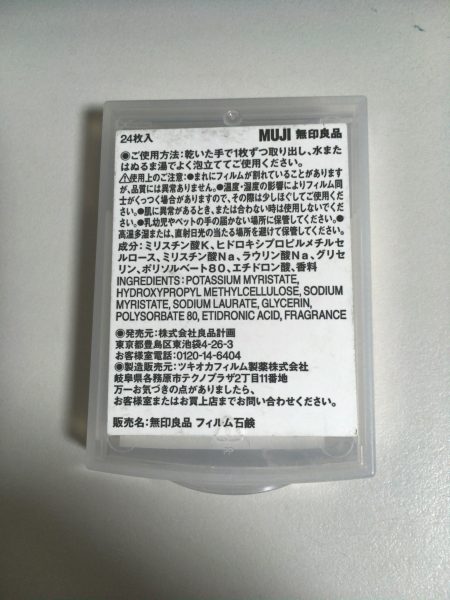 24枚入 MUJI 無印良品
●ご使用方法:乾いた手で1枚ずつ取り出し、水また
はぬるま湯でよく泡立ててご使用ください。
⚠使用上のご注意:●まれにフィルムが割れていることがあります
が、品質には異常ありません。●温度・湿度の影響によりフィルム同
士がくっつく場合がありますので、その際は少しほぐしてご使用くださ
い。●肌に異常があるとき、または合わない時は使用しないでくださ
い。●乳幼児やペットの手の届かない場所に保管してください。●
高温多湿または、直射日光の当たる場所を避けて保管してください。
成分:ミリスチン酸K、ヒドロキシプロピルメチルセ
ルロース、ミリスチン酸Na、ラウリン酸Na、グリセ
リン、ポリソルベート80、エチドロン酸、香料
INGREDIENTS: POTASSIUM MYRISTATE,
HYDROXYPROPYL METHYLCELLULOSE, SODIUM
MYRISTATE, SODIUM LAURATE, GLYCERIN,
POLYSORBATE 80, ETIDRONIC ACID, FRAGRANCE
●発売元:株式会社良品計画
東京都豊島区東池袋4-26-3
お客様室電話:0120-14-6404
●製造販売元:ツキオカフィルム製薬株式会社
岐阜県各務原市テクノプラザ2丁目11番地
万一お気づきの点がありましたら、
お客様室またはお買上店までお問い合わせください。
販売名:無印良品 フィルム石鹸
PP